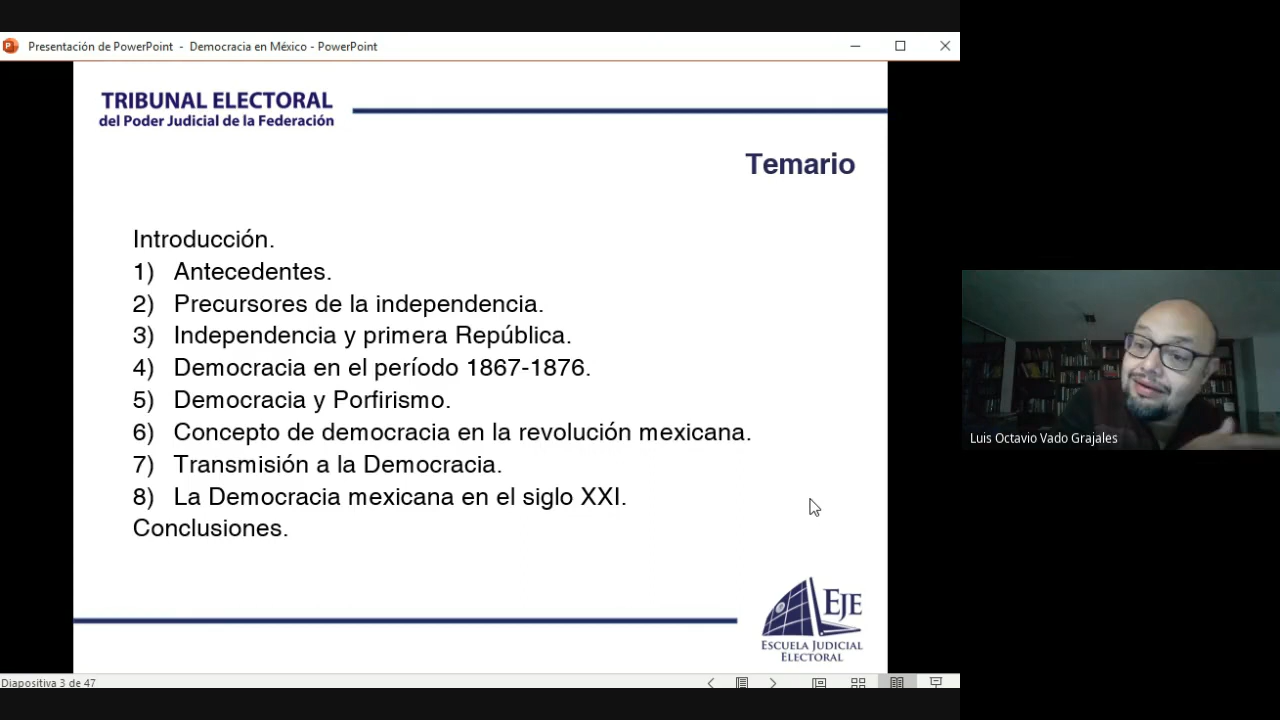 Presentación de PowerPoint - Democracia en México - PowerPoint
TRIBUNAL ELECTORAL
del Poder Judicial de la Federación
Temario
Introducción.
1) Antecedentes.
2) Precursores de la independencia.
3) Independencia y primera República.
4) Democracia en el período 1867-1876.
5) Democracia y Porfirismo.
6) Concepto de democracia en la revolución mexicana.
7) Transmisión a la Democracia.
8) La Democracia mexicana en el siglo XXI.
Conclusiones.
EJE
ESCUELA JUDICIAL
ELECTORAL
Diapositiva 3 de 47
Luis Octavio Vado Grajales